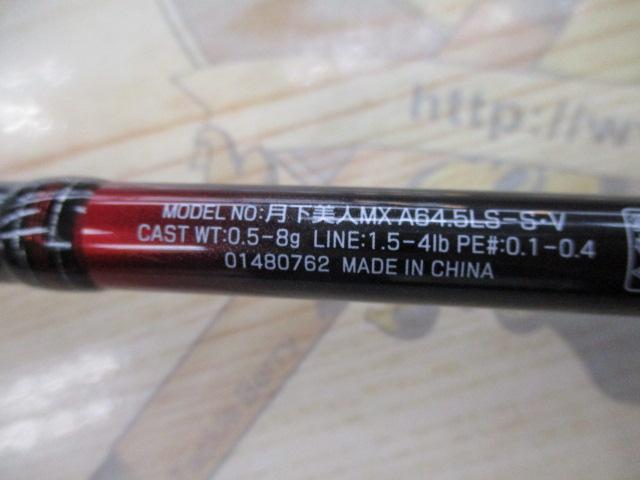 http://w
MODEL NO:月下美人MX A64.5LS-S･V
CAST WT:0.5-8g LINE:1.5-4lb PE#:0.1-0.4
01480762 MADE IN CHINA